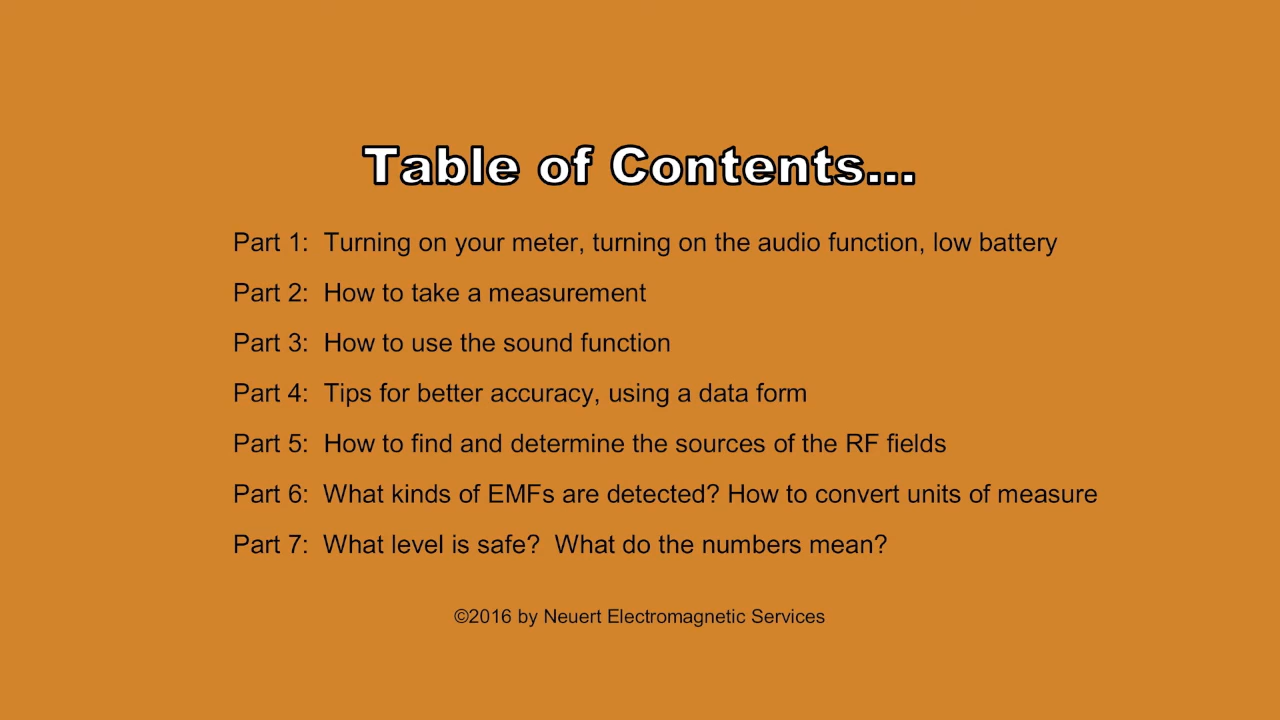 Table of Contents...
Part 1:  Turning on your meter, turning on the audio function, low battery
Part 2:  How to take a measurement
Part 3:  How to use the sound function
Part 4:  Tips for better accuracy, using a data form
Part 5:  How to find and determine the sources of the RF fields
Part 6:  What kinds of EMFs are detected? How to convert units of measure
Part 7:  What level is safe?  What do the numbers mean?
©2016 by Neuert Electromagnetic Services